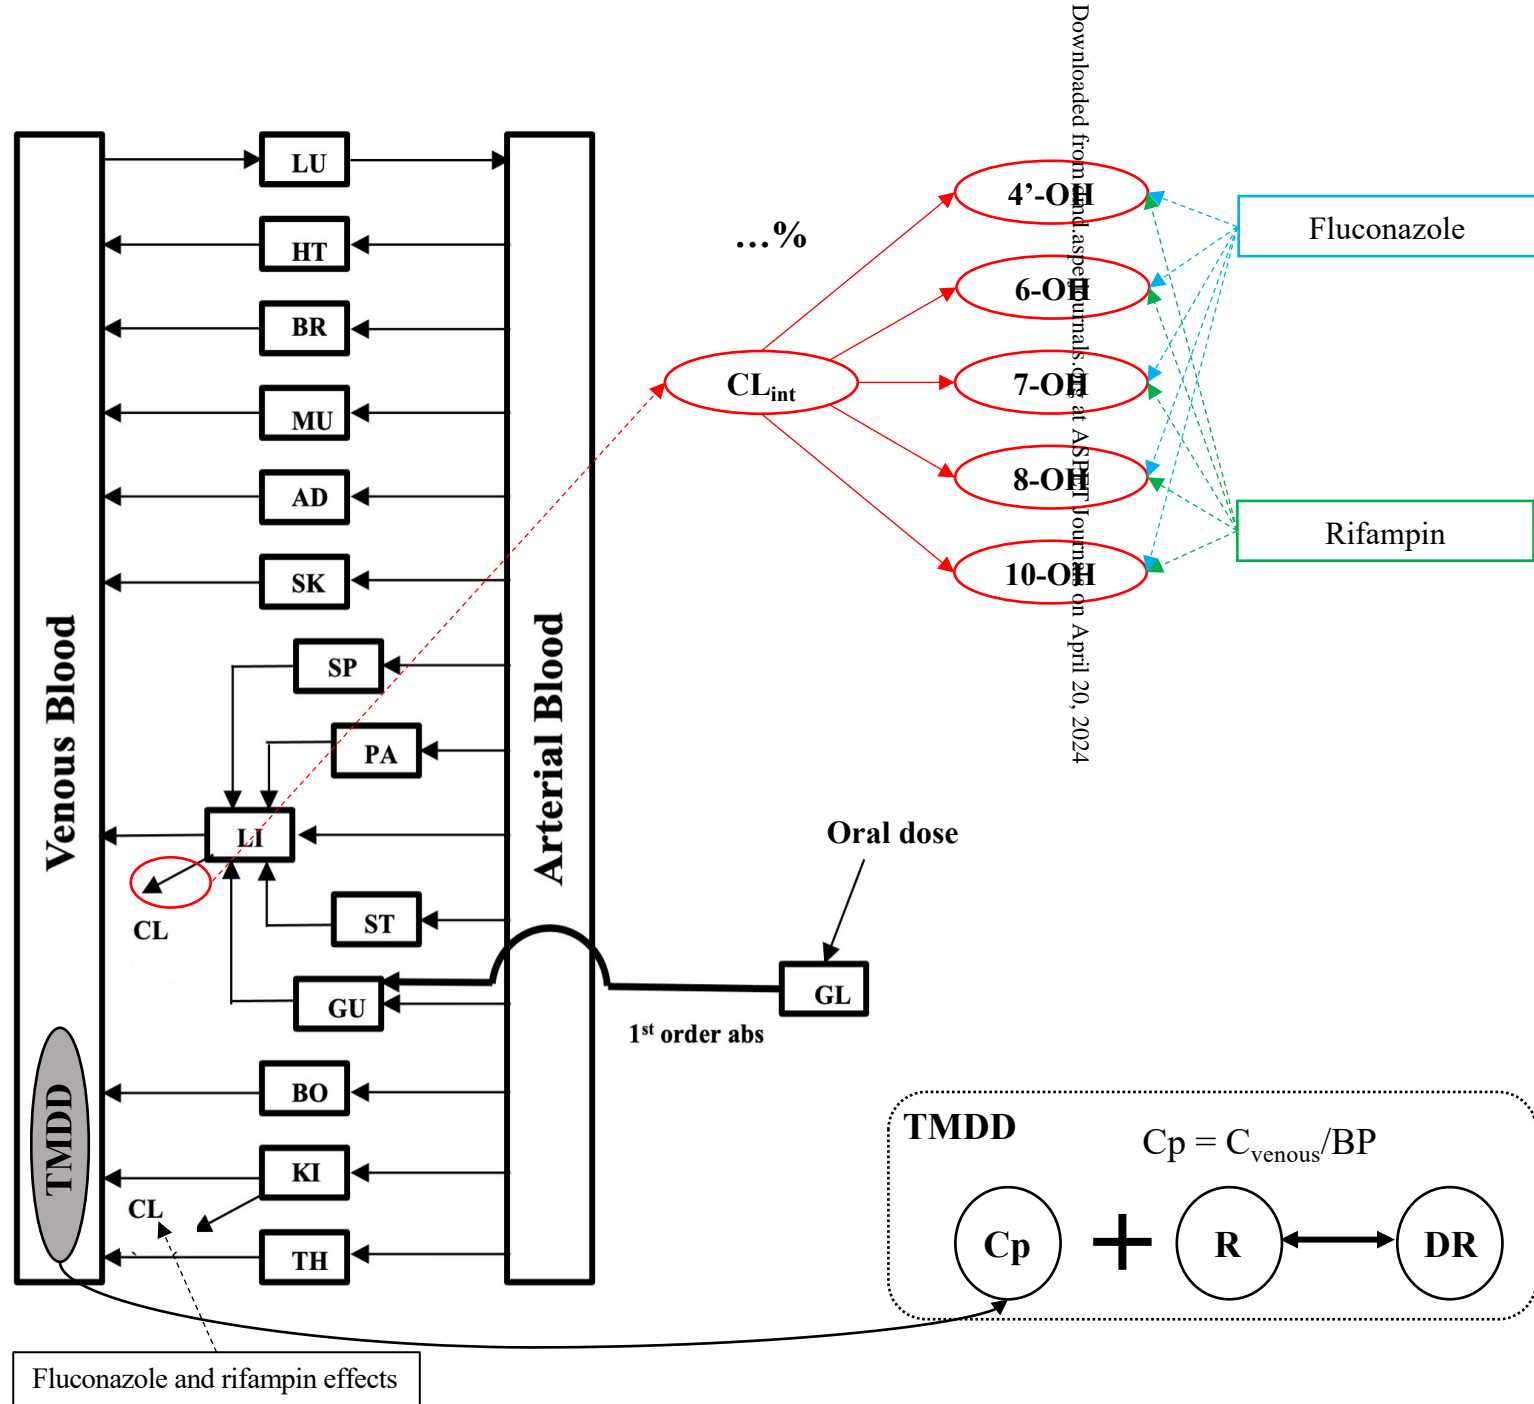 Downloaded from dmd.aspetjournals.org at ASPET Journals on April 20, 2024
Venous Blood
Arterial Blood
LU
HT
BR
MU
AD
SK
SP
PA
LI
CL
ST
GU
BO
KI
CL
TH
TMDD
Fluconazole and rifampin effects
...%
CLint
4’-OH
6-OH
7-OH
8-OH
10-OH
Fluconazole
Rifampin
Oral dose
GL
1st order abs
TMDD
Cp = Cvenous/BP
Cp + R DR